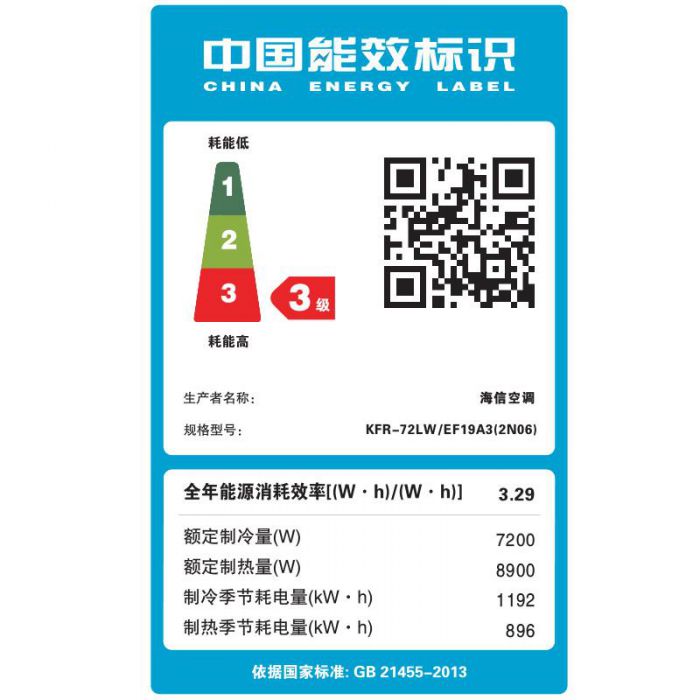 中国能效标识
CHINA ENERGY LABEL
耗能低
1
2
3
3级
耗能高
生产者名称: 海信空调
规格型号: KFR-72LW/EF19A3(2N06)
全年能源消耗效率[(W·h)/(W·h)] 3.29
额定制冷量(W) 7200
额定制热量(W) 8900
制冷季节耗电量(kW·h) 1192
制热季节耗电量(kW·h) 896
依据国家标准: GB 21455-2013